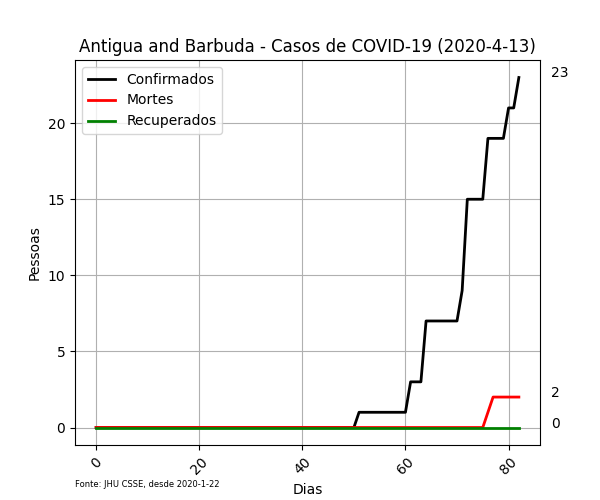 Antigua and Barbuda - Casos de COVID-19 (2020-4-13)
Confirmados
Mortes
Recuperados
23
20
15
10
5
2
0
0
Pessoas
0 20 40 60 80
Fonte: JHU CSSE, desde 2020-1-22
Dias